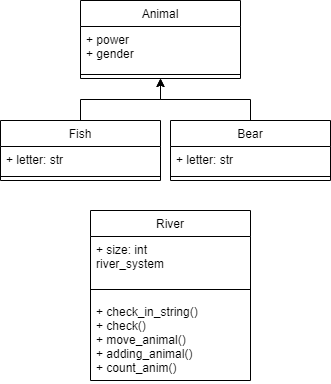 Animal
+ power
+ gender
Fish
+ letter: str
Bear
+ letter: str
River
+ size: int
river_system
+ check_in_string()
+ check()
+ move_animal()
+ adding_animal()
+ count_anim()